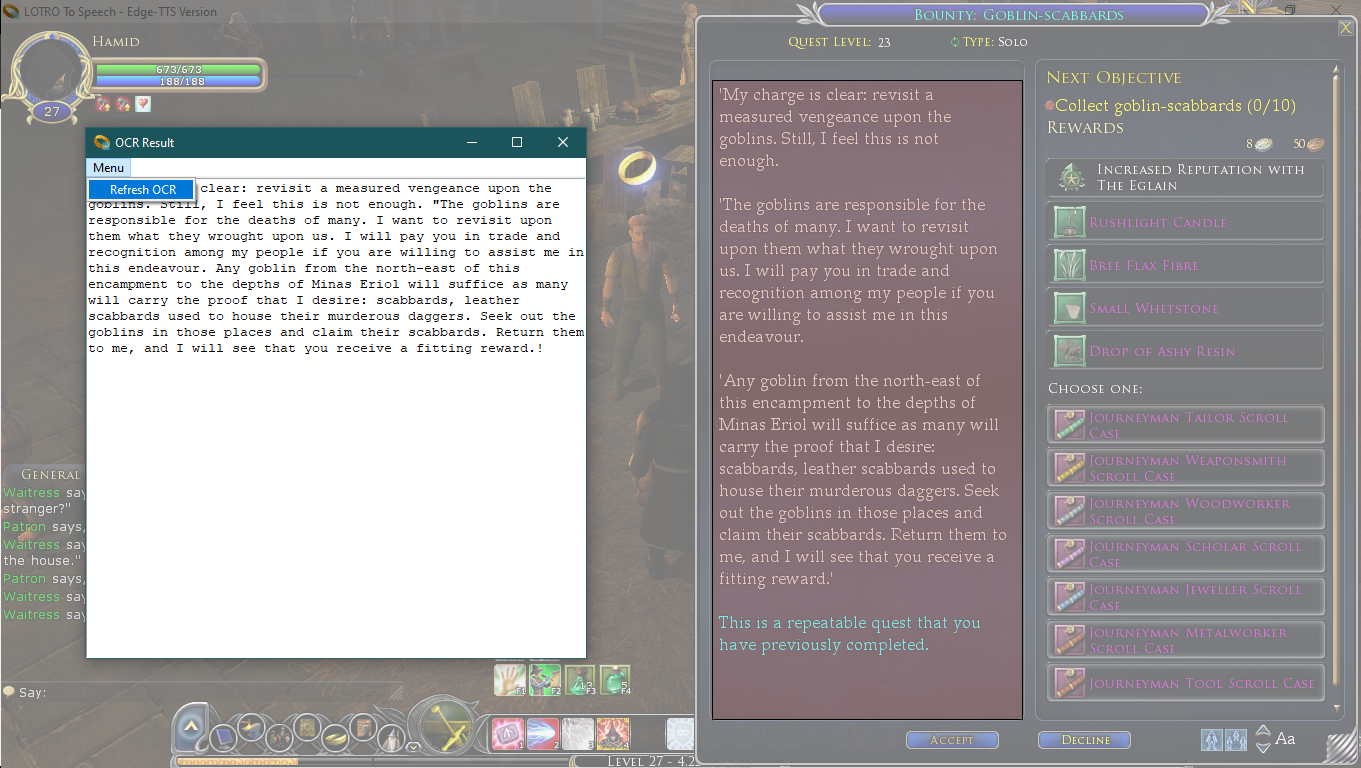 LOTRO To Speech - Edge-TTS Version
Hamid
673/673
188/188
27
OCR Result
Menu
Refresh OCR
clear: revisit a measured vengeance upon the
goblins. Still, I feel this is not enough. "The goblins are
responsible for the deaths of many. I want to revisit upon
them what they wrought upon us. I will pay you in trade and
recognition among my people if you are willing to assist me in
this endeavour. Any goblin from the north-east of this
encampment to the depths of Minas Eriol will suffice as many
will carry the proof that I desire: scabbards, leather
scabbards used to house their murderous daggers. Seek out the
goblins in those places and claim their scabbards. Return them
to me, and I will see that you receive a fitting reward.!
General
Waitress say
stranger?"
Patron says,
Waitress say
the house."
Patron says,
Waitress say
Waitress say
Say:
F1
F2
13
F3
5
F4
1
2
3
4
Level 27 - 4.2
Bounty: Goblin-scabbards
Quest Level: 23
Type: Solo
'My charge is clear: revisit a
measured vengeance upon the
goblins. Still, I feel this is not
enough.
'The goblins are responsible for the
deaths of many. I want to revisit
upon them what they wrought upon
us. I will pay you in trade and
recognition among my people if you
are willing to assist me in this
endeavour.
'Any goblin from the north-east of
this encampment to the depths of
Minas Eriol will suffice as many will
carry the proof that I desire:
scabbards, leather scabbards used to
house their murderous daggers. Seek
out the goblins in those places and
claim their scabbards. Return them to
me, and I will see that you receive a
fitting reward.'
This is a repeatable quest that you
have previously completed.
Next Objective
Collect goblin-scabbards (0/10)
Rewards
8
50
Increased Reputation with
The Eglain
Rushlight Candle
Bree Flax Fibre
Small Whetstone
Drop of Ashy Resin
Choose one:
Journeyman Tailor Scroll
Case
Journeyman Weaponsmith
Scroll Case
Journeyman Woodworker
Scroll Case
Journeyman Scholar Scroll
Case
Journeyman Jeweller Scroll
Case
Journeyman Metalworker
Scroll Case
Journeyman Tool Scroll Case
Accept
Decline
Aa